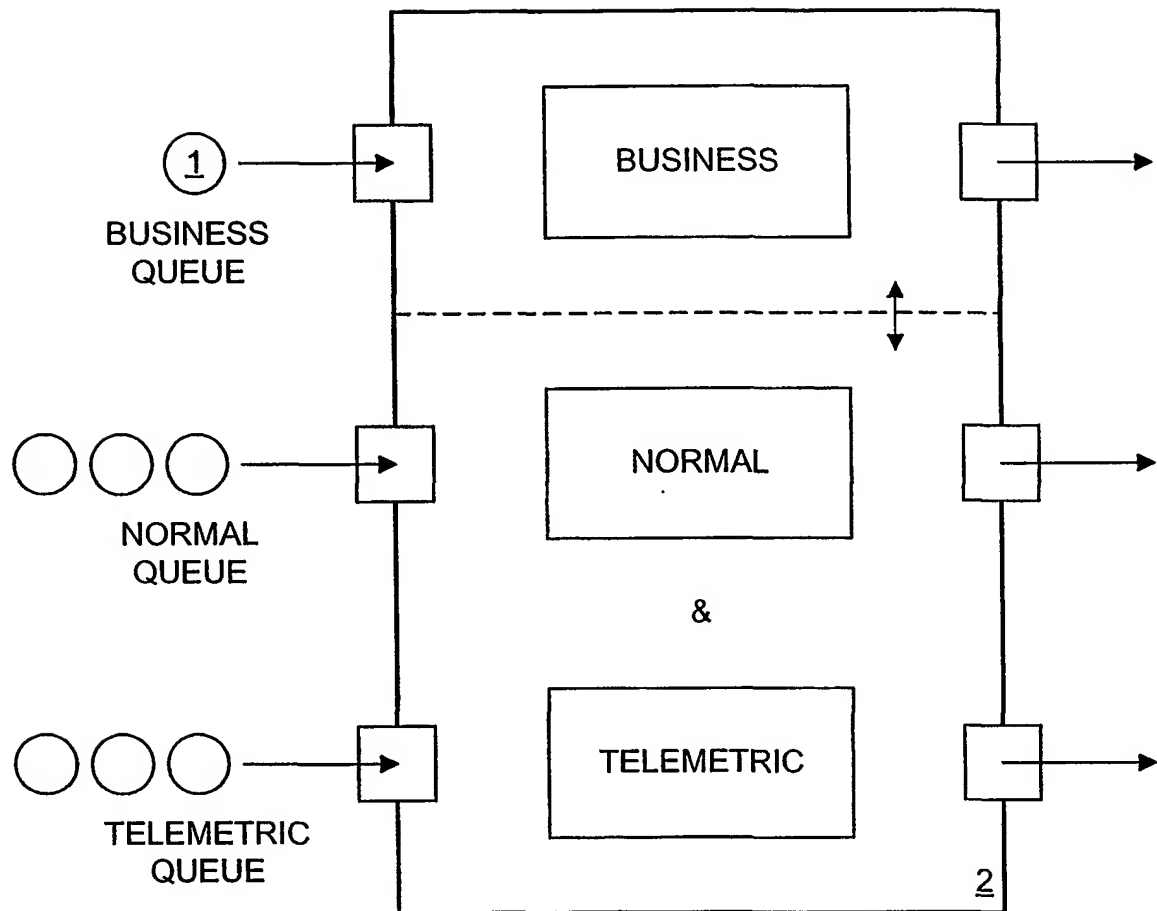 1
BUSINESS
BUSINESS
QUEUE
NORMAL
NORMAL
QUEUE
&
TELEMETRIC
TELEMETRIC
QUEUE
2